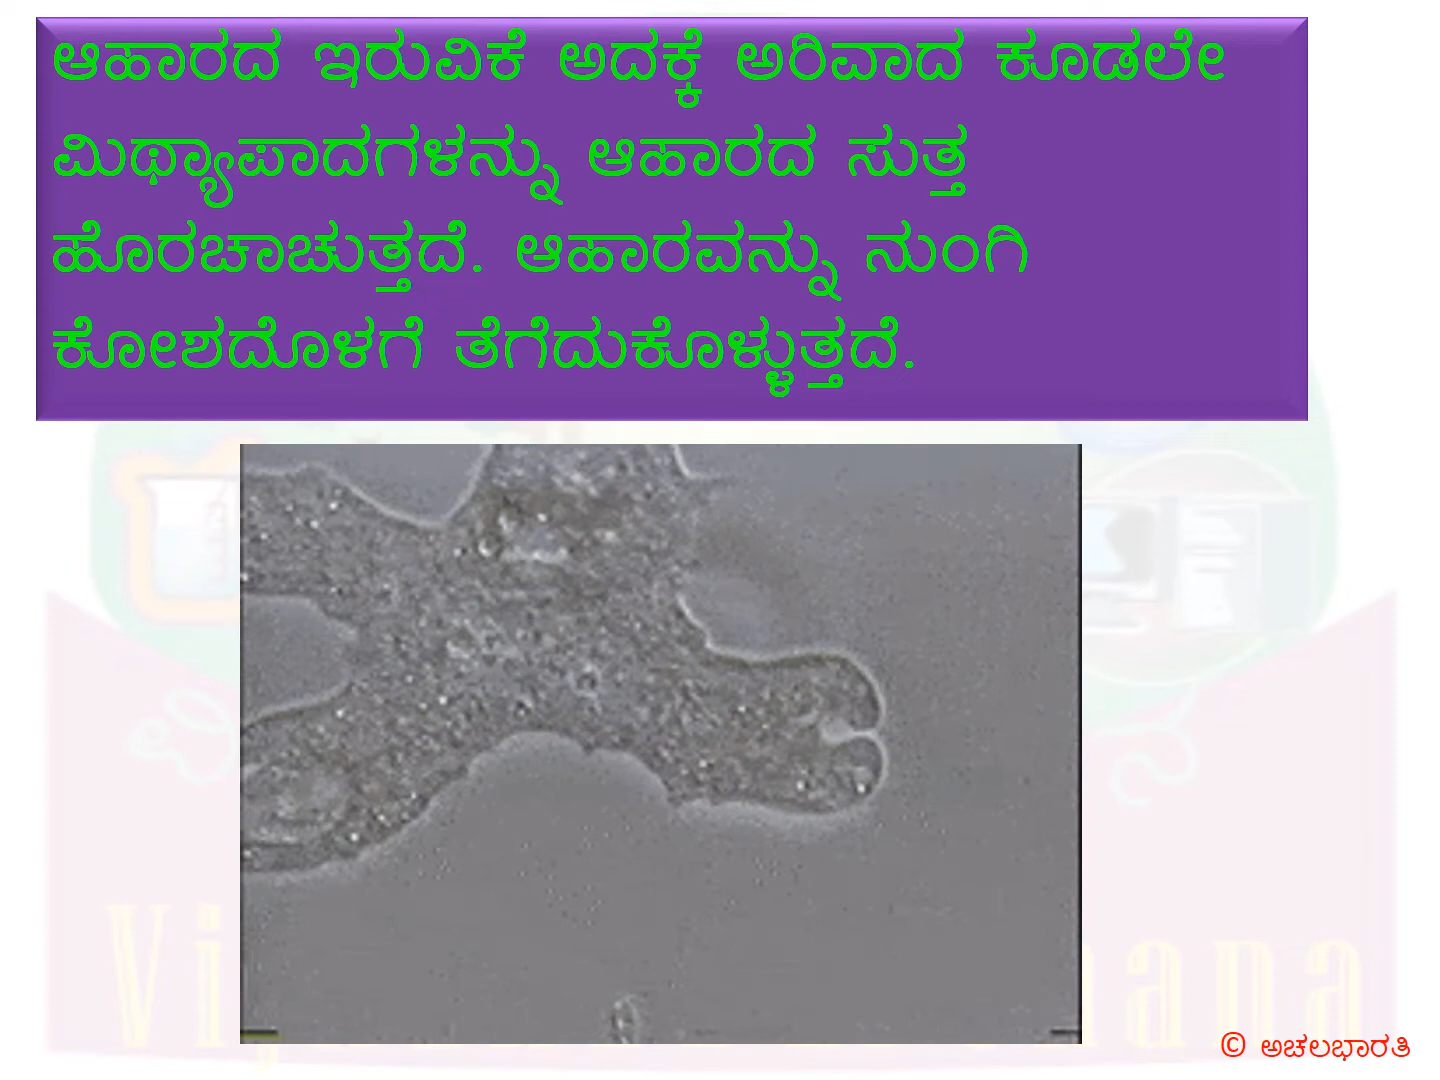 ಆಹಾರದ ಇರುವಿಕೆ ಅದಕ್ಕೆ ಅರಿವಾದ ಕೂಡಲೇ
ಮಿಥ್ಯಾಪಾದಗಳನ್ನು ಆಹಾರದ ಸುತ್ತ
ಹೊರಚಾಚುತ್ತದೆ. ಆಹಾರವನ್ನು ನುಂಗಿ
ಕೋಶದೊಳಗೆ ತೆಗೆದುಕೊಳ್ಳುತ್ತದೆ.
© ಅಚಲಭಾರತಿ